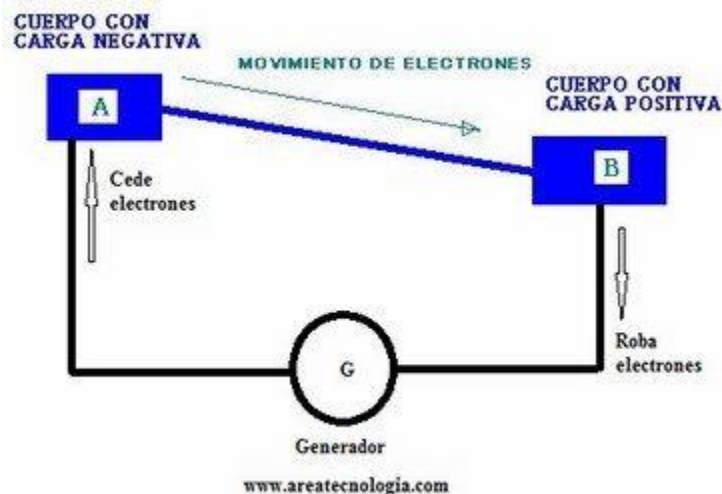 CUERPO CON
CARGA NEGATIVA
MOVIMIENTO DE ELECTRONES
CUERPO CON
CARGA POSITIVA
A
B
Cede
electrones
Roba
electrones
G
Generador
www.areatecnologia.com